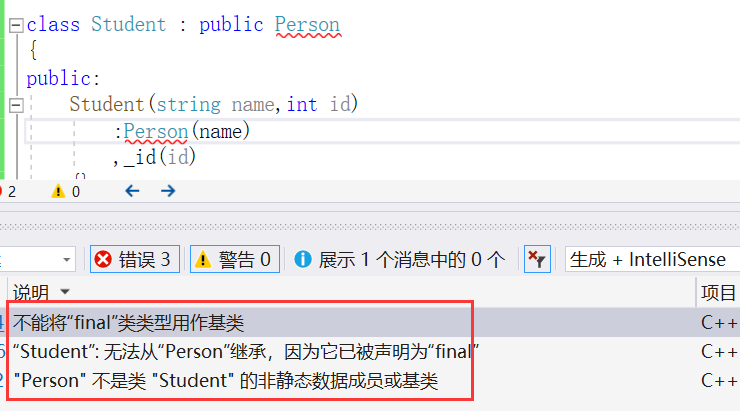 class Student : public Person
{
public:
Student(string name,int id)
:Person(name)
,_id(id)
2 0
错误 3 警告 0 展示 1 个消息中的 0 个 生成 + IntelliSense
说明 项目
不能将“final”类类型用作基类 C++
“Student”: 无法从“Person”继承，因为它已被声明为“final” C++
"Person" 不是类 "Student" 的非静态数据成员或基类 C++